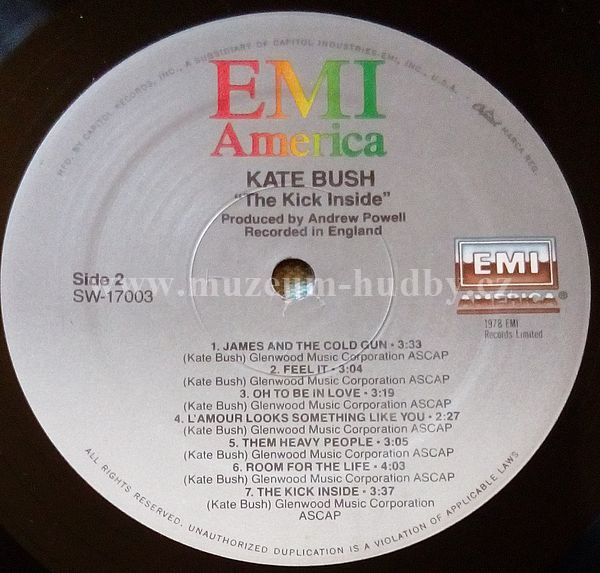 MFD. BY CAPITOL RECORDS, INC., A SUBSIDIARY OF CAPITOL INDUSTRIES-EMI, INC., U.S.A.
Capitol MARCA REG.
EMI
America
KATE BUSH
"The Kick Inside"
Produced by Andrew Powell
Recorded in England
Side 2
SW-17003
EMI
AMERICA®
1978 EMI
Records Limited
www.muzeum-hudby.cz
1. JAMES AND THE COLD GUN • 3:33
(Kate Bush) Glenwood Music Corporation ASCAP
2. FEEL IT • 3:04
(Kate Bush) Glenwood Music Corporation ASCAP
3. OH TO BE IN LOVE • 3:19
(Kate Bush) Glenwood Music Corporation ASCAP
4. L'AMOUR LOOKS SOMETHING LIKE YOU • 2:27
(Kate Bush) Glenwood Music Corporation ASCAP
5. THEM HEAVY PEOPLE • 3:05
(Kate Bush) Glenwood Music Corporation ASCAP
6. ROOM FOR THE LIFE • 4:03
(Kate Bush) Glenwood Music Corporation ASCAP
7. THE KICK INSIDE • 3:37
(Kate Bush) Glenwood Music Corporation
ASCAP
ALL RIGHTS RESERVED. UNAUTHORIZED DUPLICATION IS A VIOLATION OF APPLICABLE LAWS